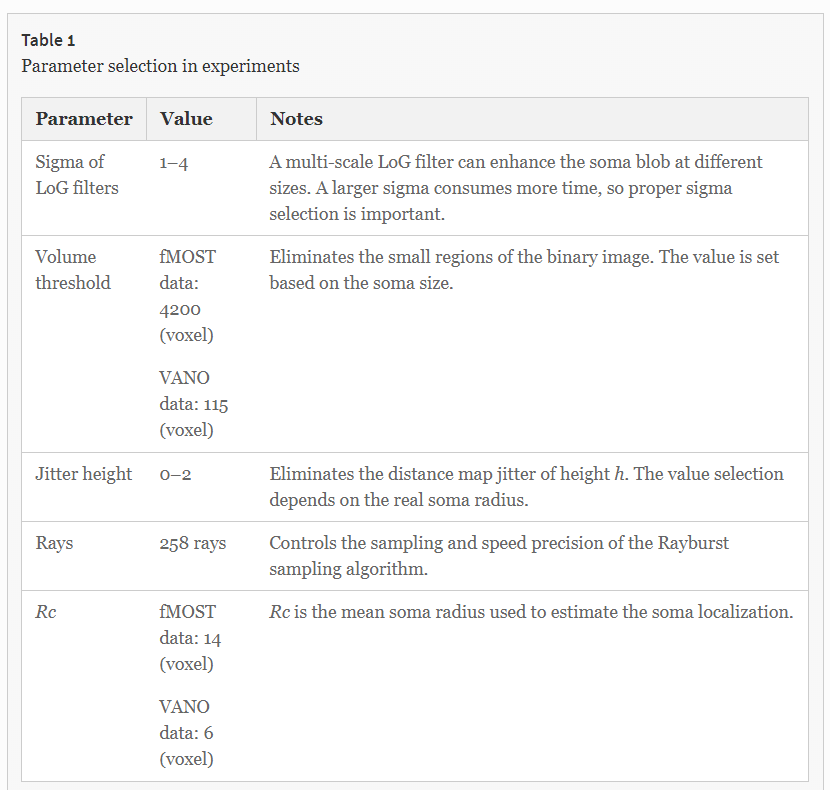 Table 1
Parameter selection in experiments
Parameter Value Notes
Sigma of LoG filters 1–4 A multi-scale LoG filter can enhance the soma blob at different
sizes. A larger sigma consumes more time, so proper sigma
selection is important.
Volume threshold fMOST data: 4200 (voxel) Eliminates the small regions of the binary image. The value is set
based on the soma size.
VANO data: 115 (voxel)
Jitter height 0–2 Eliminates the distance map jitter of height h. The value selection
depends on the real soma radius.
Rays 258 rays Controls the sampling and speed precision of the Rayburst
sampling algorithm.
Rc fMOST data: 14 (voxel) Rc is the mean soma radius used to estimate the soma localization.
VANO data: 6 (voxel)